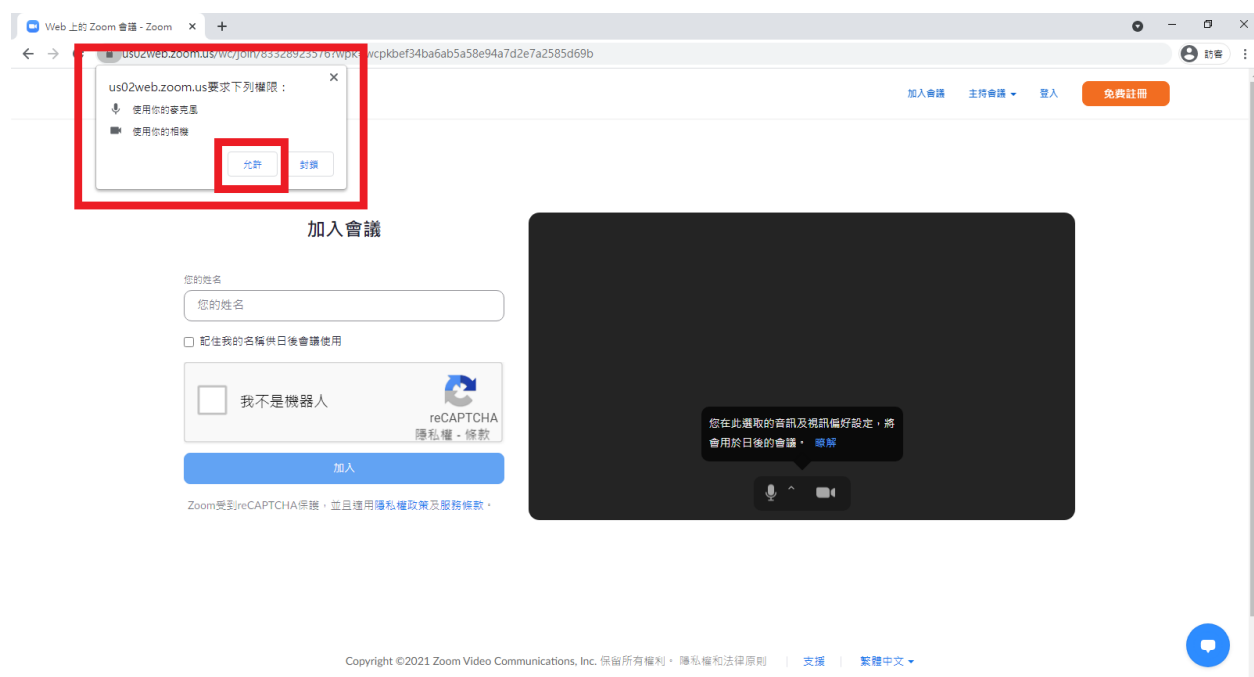 Web 上的 Zoom 會議 - Zoom
訪客
us02web.zoom.us要求下列權限：
使用你的麥克風
使用你的相機
允許
封鎖
加入會議
主持會議
登入
免費註冊
加入會議
您的姓名
您的姓名
記住我的名稱供日後會議使用
我不是機器人
reCAPTCHA
隱私權 - 條款
加入
Zoom受到reCAPTCHA保護，並且適用隱私權政策及服務條款。
您在此選取的音訊及視訊偏好設定，將
會用於日後的會議。 瞭解
Copyright ©2021 Zoom Video Communications, Inc. 保留所有權利。 隱私權和法律原則
支援
繁體中文